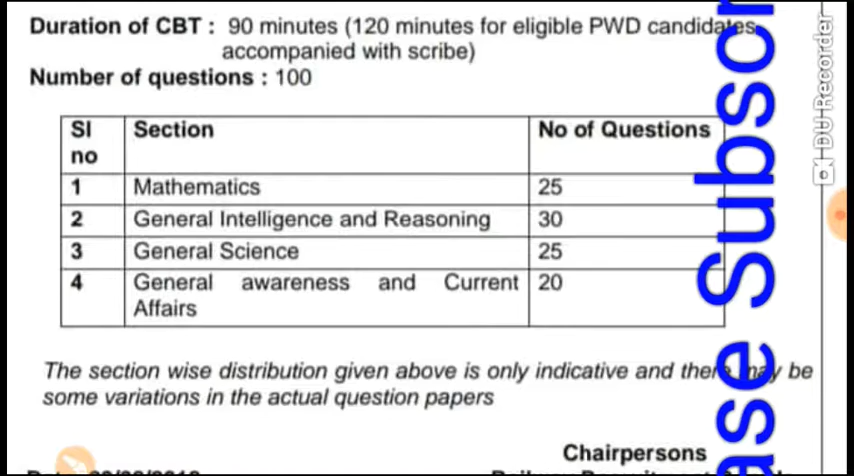 Duration of CBT : 90 minutes (120 minutes for eligible PWD candidates
accompanied with scribe)
Number of questions : 100
Sl no Section No of Questions
1 Mathematics 25
2 General Intelligence and Reasoning 30
3 General Science 25
4 General awareness and Current Affairs 20
The section wise distribution given above is only indicative and there may be
some variations in the actual question papers
Chairpersons
ase Subscr
DU Recorder